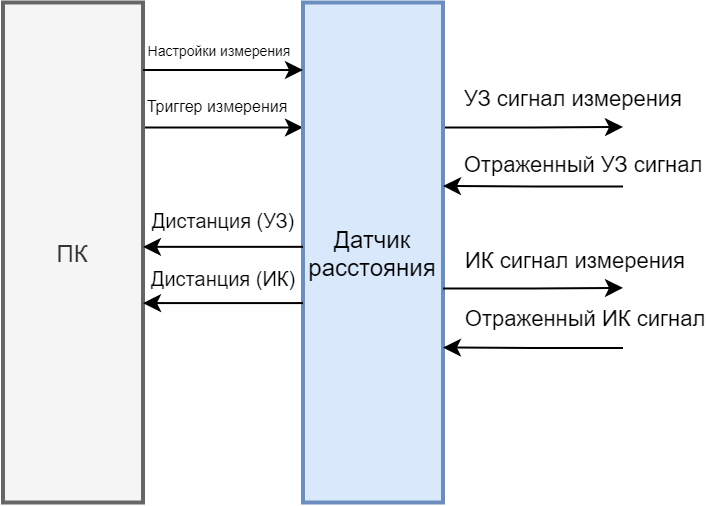 Настройки измерения
Триггер измерения
УЗ сигнал измерения
Отраженный УЗ сигнал
Дистанция (УЗ)
ПК
Датчик
расстояния
ИК сигнал измерения
Дистанция (ИК)
Отраженный ИК сигнал